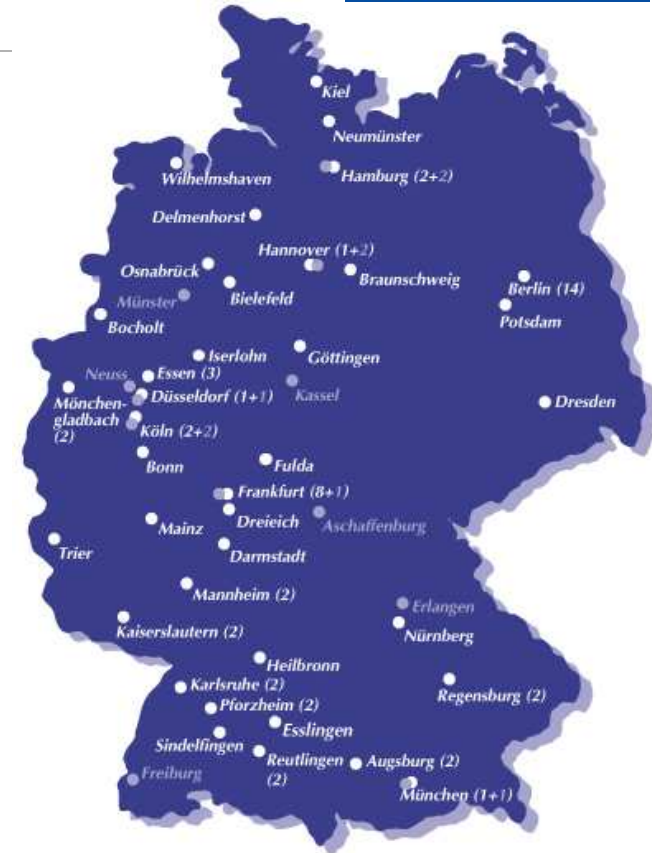 Kiel
Neumünster
Wilhelmshaven
Hamburg (2+2)
Delmenhorst
Hannover (1+2)
Osnabrück
Braunschweig
Berlin (14)
Münster
Bielefeld
Potsdam
Bocholt
Iserlohn
Göttingen
Neuss
Essen (3)
Kassel
Düsseldorf (1+1)
Mönchen-
gladbach
(2)
Dresden
Köln (2+2)
Bonn
Fulda
Frankfurt (8+1)
Dreieich
Mainz
Aschaffenburg
Trier
Darmstadt
Mannheim (2)
Erlangen
Kaiserslautern (2)
Nürnberg
Heilbronn
Karlsruhe (2)
Regensburg (2)
Pforzheim (2)
Esslingen
Sindelfingen
Reutlingen
(2)
Augsburg (2)
Freiburg
München (1+1)